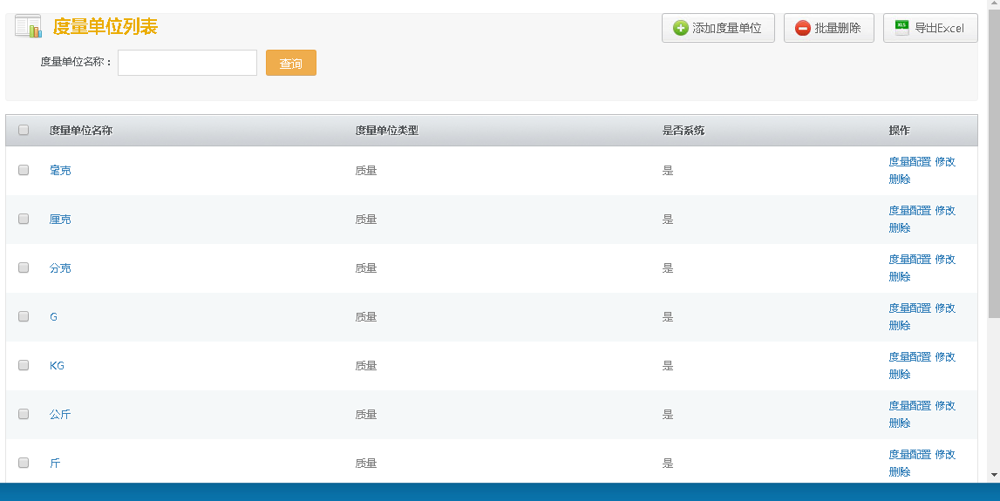 度量单位列表
添加度量单位 批量删除 XLS 导出Excel
度量单位名称： 查询
度量单位名称 度量单位类型 是否系统 操作
毫克 质量 是 度量配置 修改
删除
厘克 质量 是 度量配置 修改
删除
分克 质量 是 度量配置 修改
删除
G 质量 是 度量配置 修改
删除
KG 质量 是 度量配置 修改
删除
公斤 质量 是 度量配置 修改
删除
斤 质量 是 度量配置 修改
删除